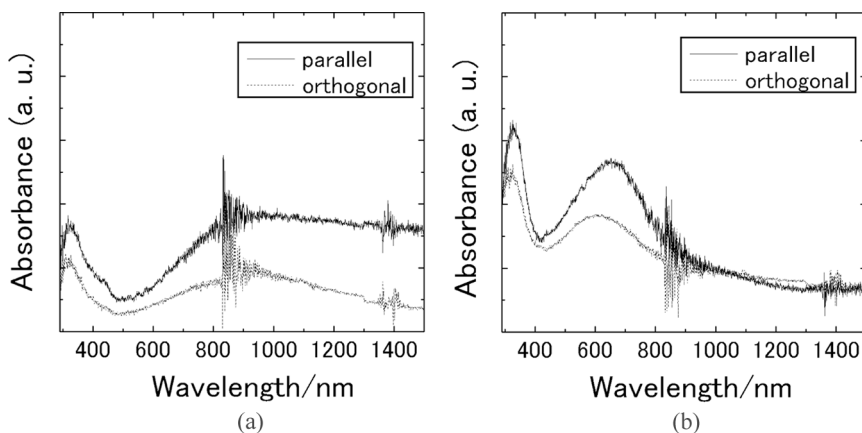 parallel
orthogonal
Absorbance (a. u.)
400 600 800 1000 1200 1400
Wavelength/nm
(a)
parallel
orthogonal
Absorbance (a. u.)
400 600 800 1000 1200 1400
Wavelength/nm
(b)